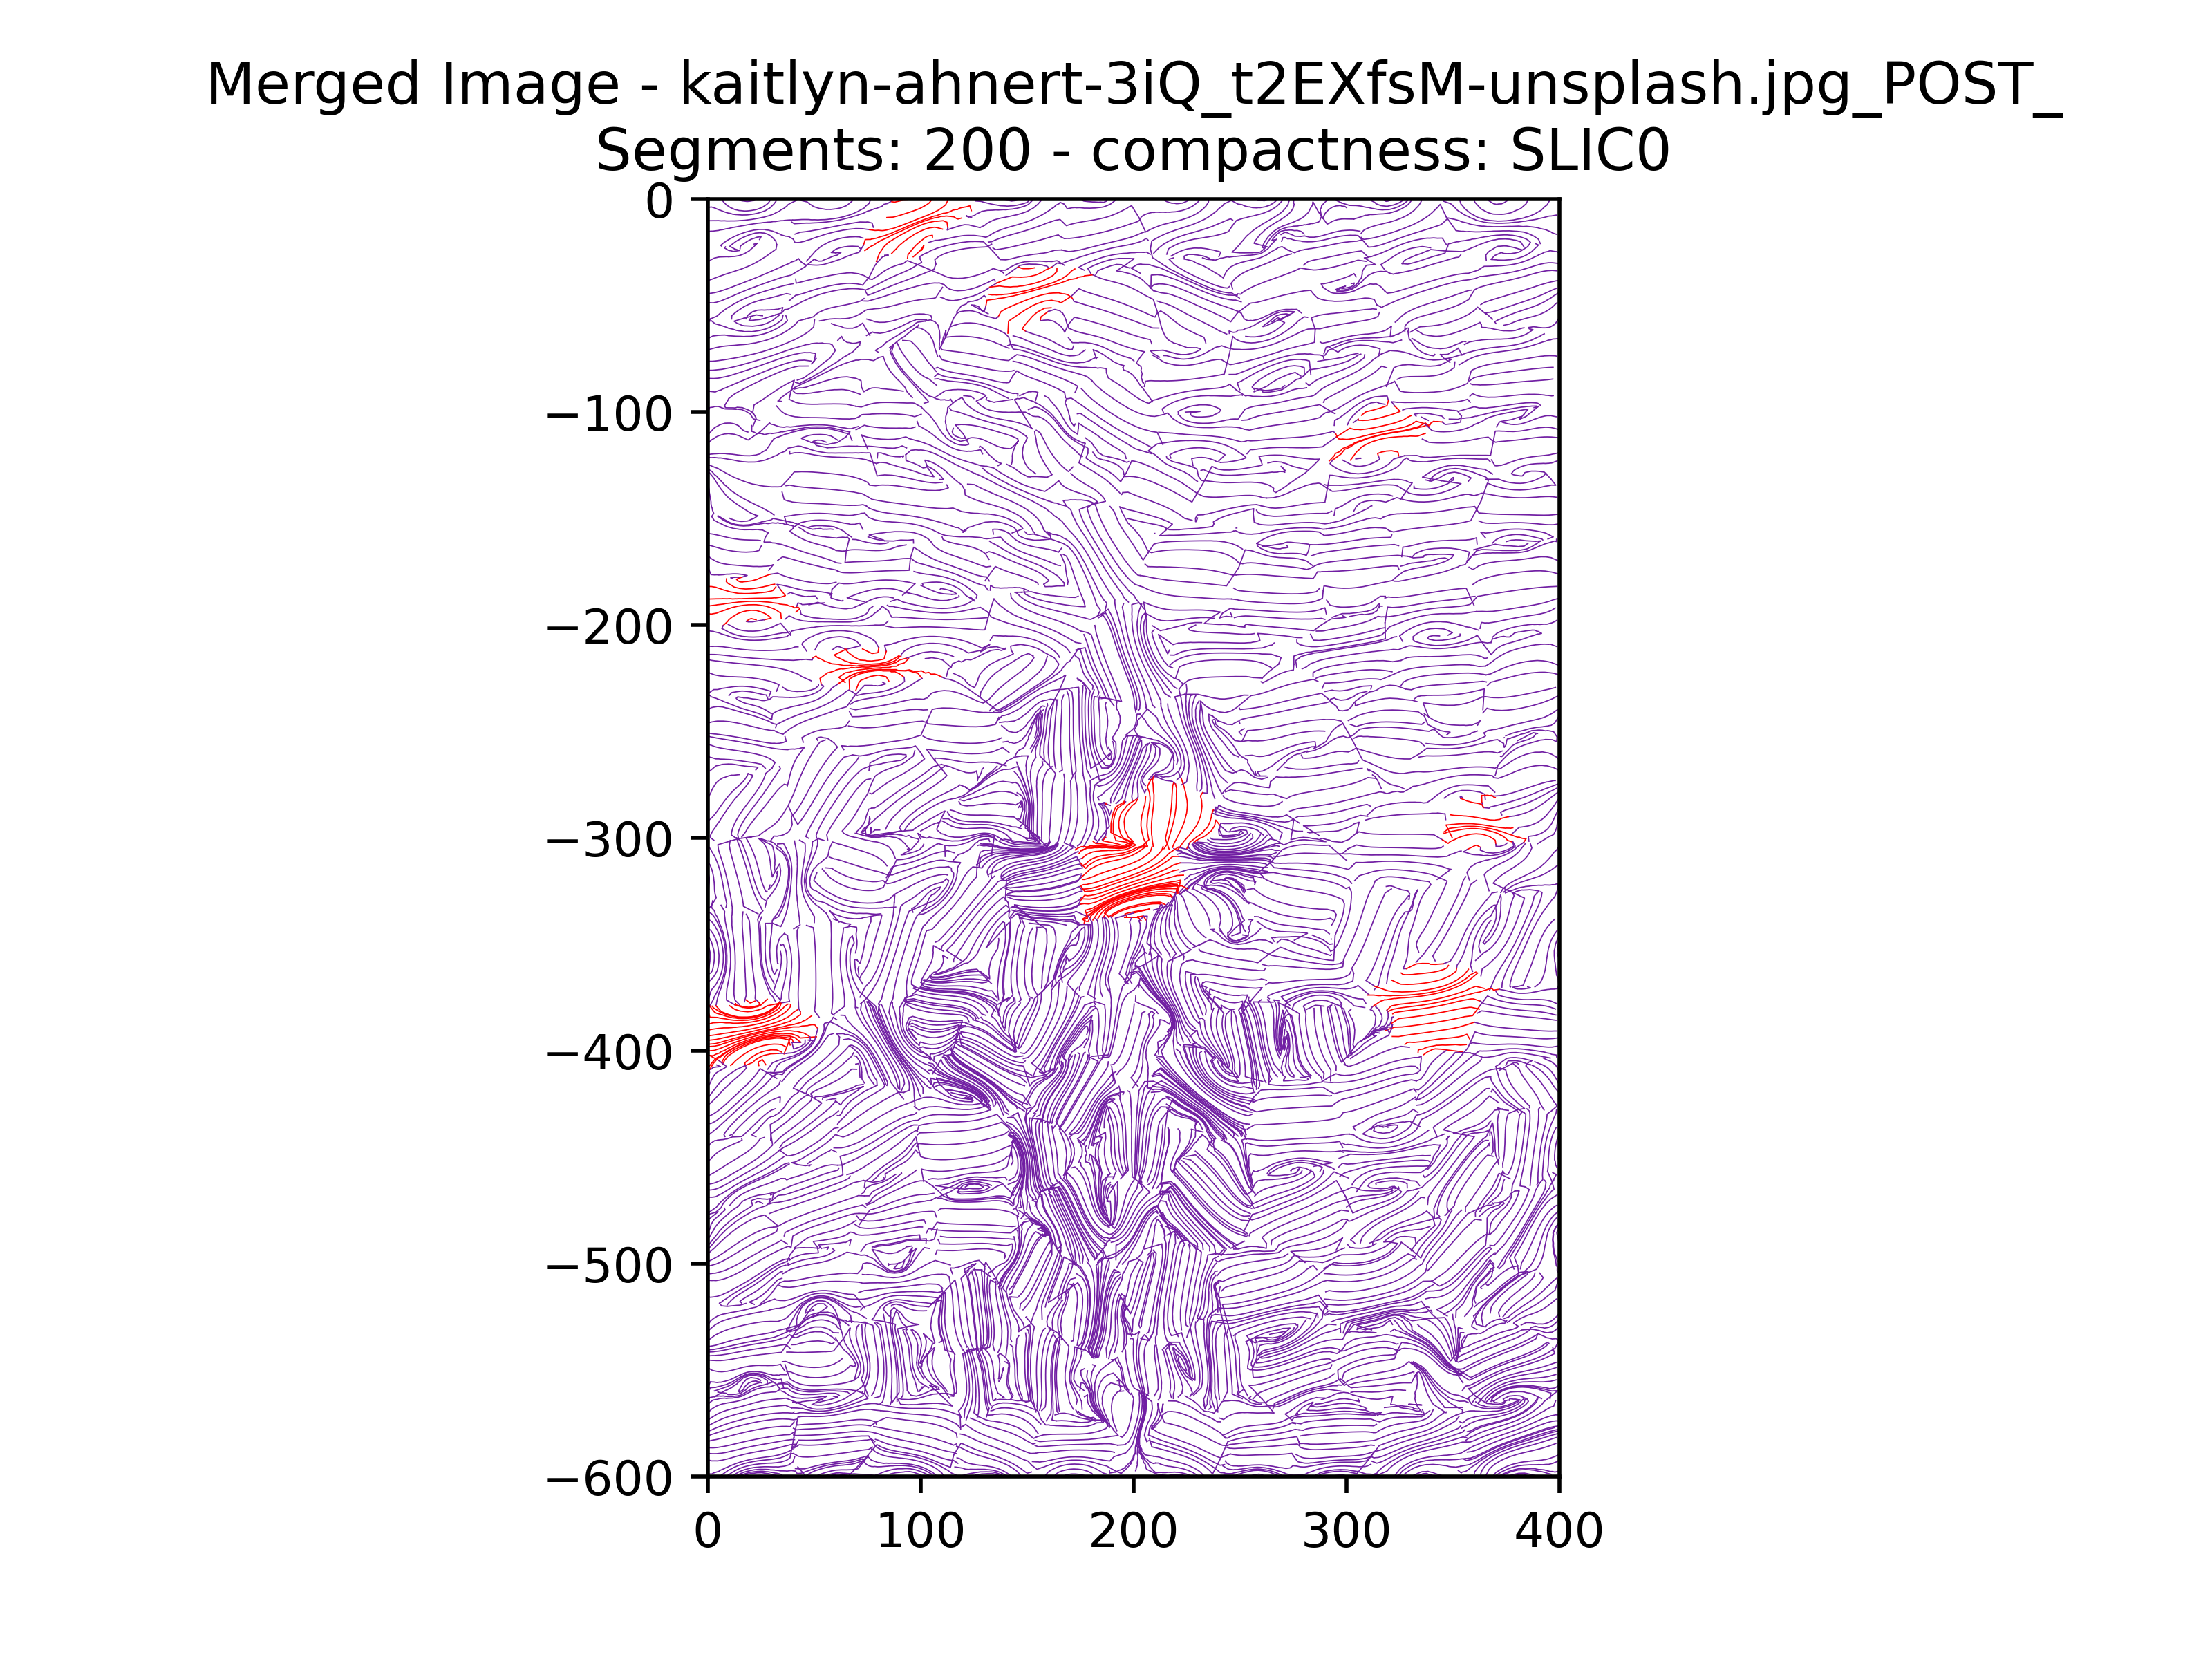 Merged Image - kaitlyn-ahnert-3iQ_t2EXfsM-unsplash.jpg_POST_
Segments: 200 - compactness: SLIC0
0
−100
−200
−300
−400
−500
−600
0 100 200 300 400